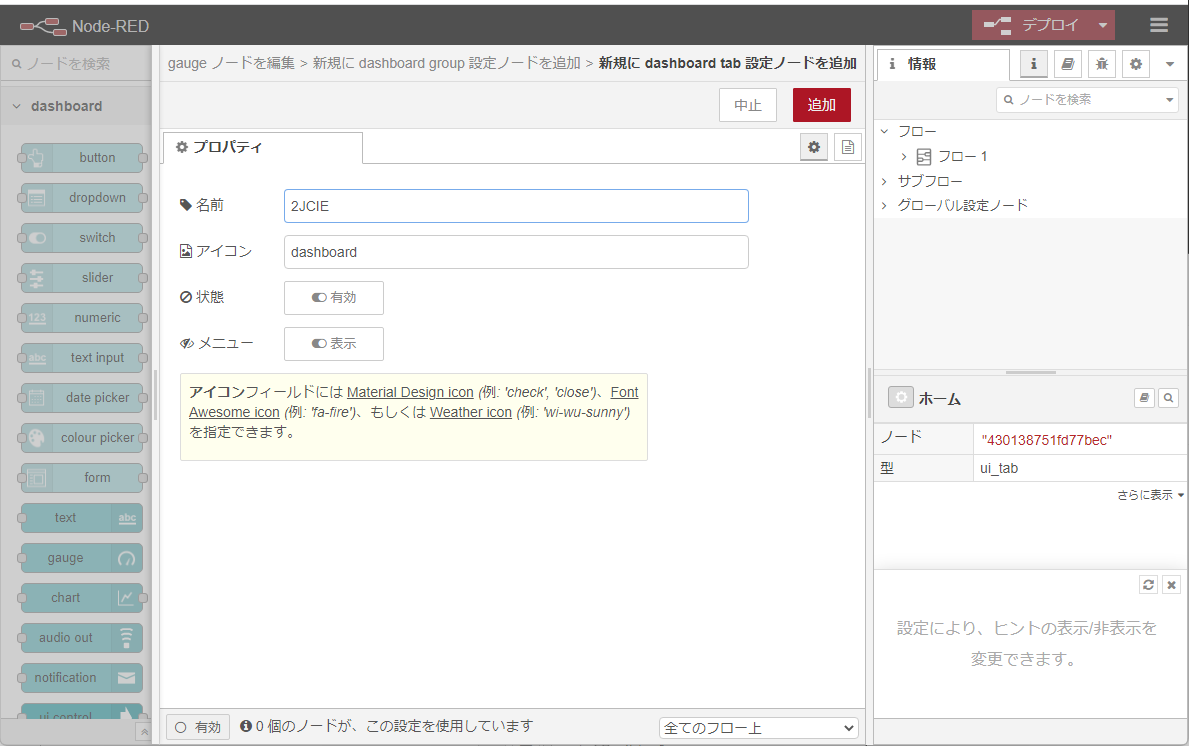 Node-RED
デプロイ
ノードを検索
dashboard
button
dropdown
switch
slider
123 numeric
abc text input
date picker
colour picker
form
text abc
gauge
chart
audio out
notification
ui control
gauge ノードを編集 > 新規に dashboard group 設定ノードを追加 > 新規に dashboard tab 設定ノードを追加
中止
追加
プロパティ
名前
2JCIE
アイコン
dashboard
状態
有効
メニュー
表示
アイコンフィールドには Material Design icon (例: 'check', 'close')、Font
Awesome icon (例: 'fa-fire')、もしくは Weather icon (例: 'wi-wu-sunny')
を指定できます。
有効
0 個のノードが、この設定を使用しています
全てのフロー上
情報
ノードを検索
フロー
フロー 1
サブフロー
グローバル設定ノード
ホーム
ノード
"430138751fd77bec"
型
ui_tab
さらに表示
設定により、ヒントの表示/非表示を
変更できます。